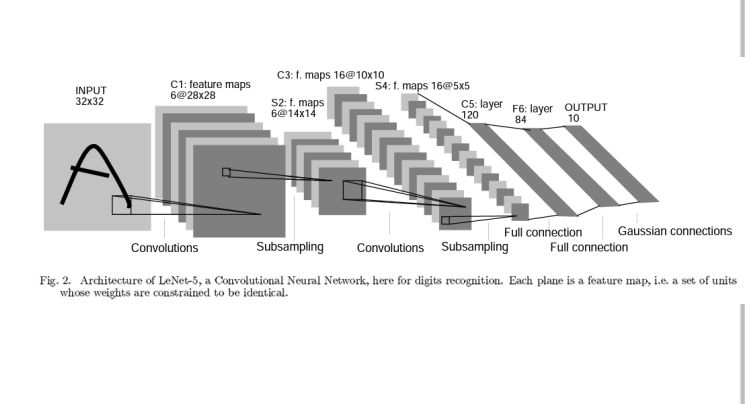 INPUT
32x32
C1: feature maps
6@28x28
S2: f. maps
6@14x14
C3: f. maps 16@10x10
S4: f. maps 16@5x5
C5: layer
120
F6: layer
84
OUTPUT
10
Convolutions
Subsampling
Convolutions
Subsampling
Full connection
Full connection
Gaussian connections
A
Fig. 2. Architecture of LeNet-5, a Convolutional Neural Network, here for digits recognition. Each plane is a feature map, i.e. a set of units
whose weights are constrained to be identical.